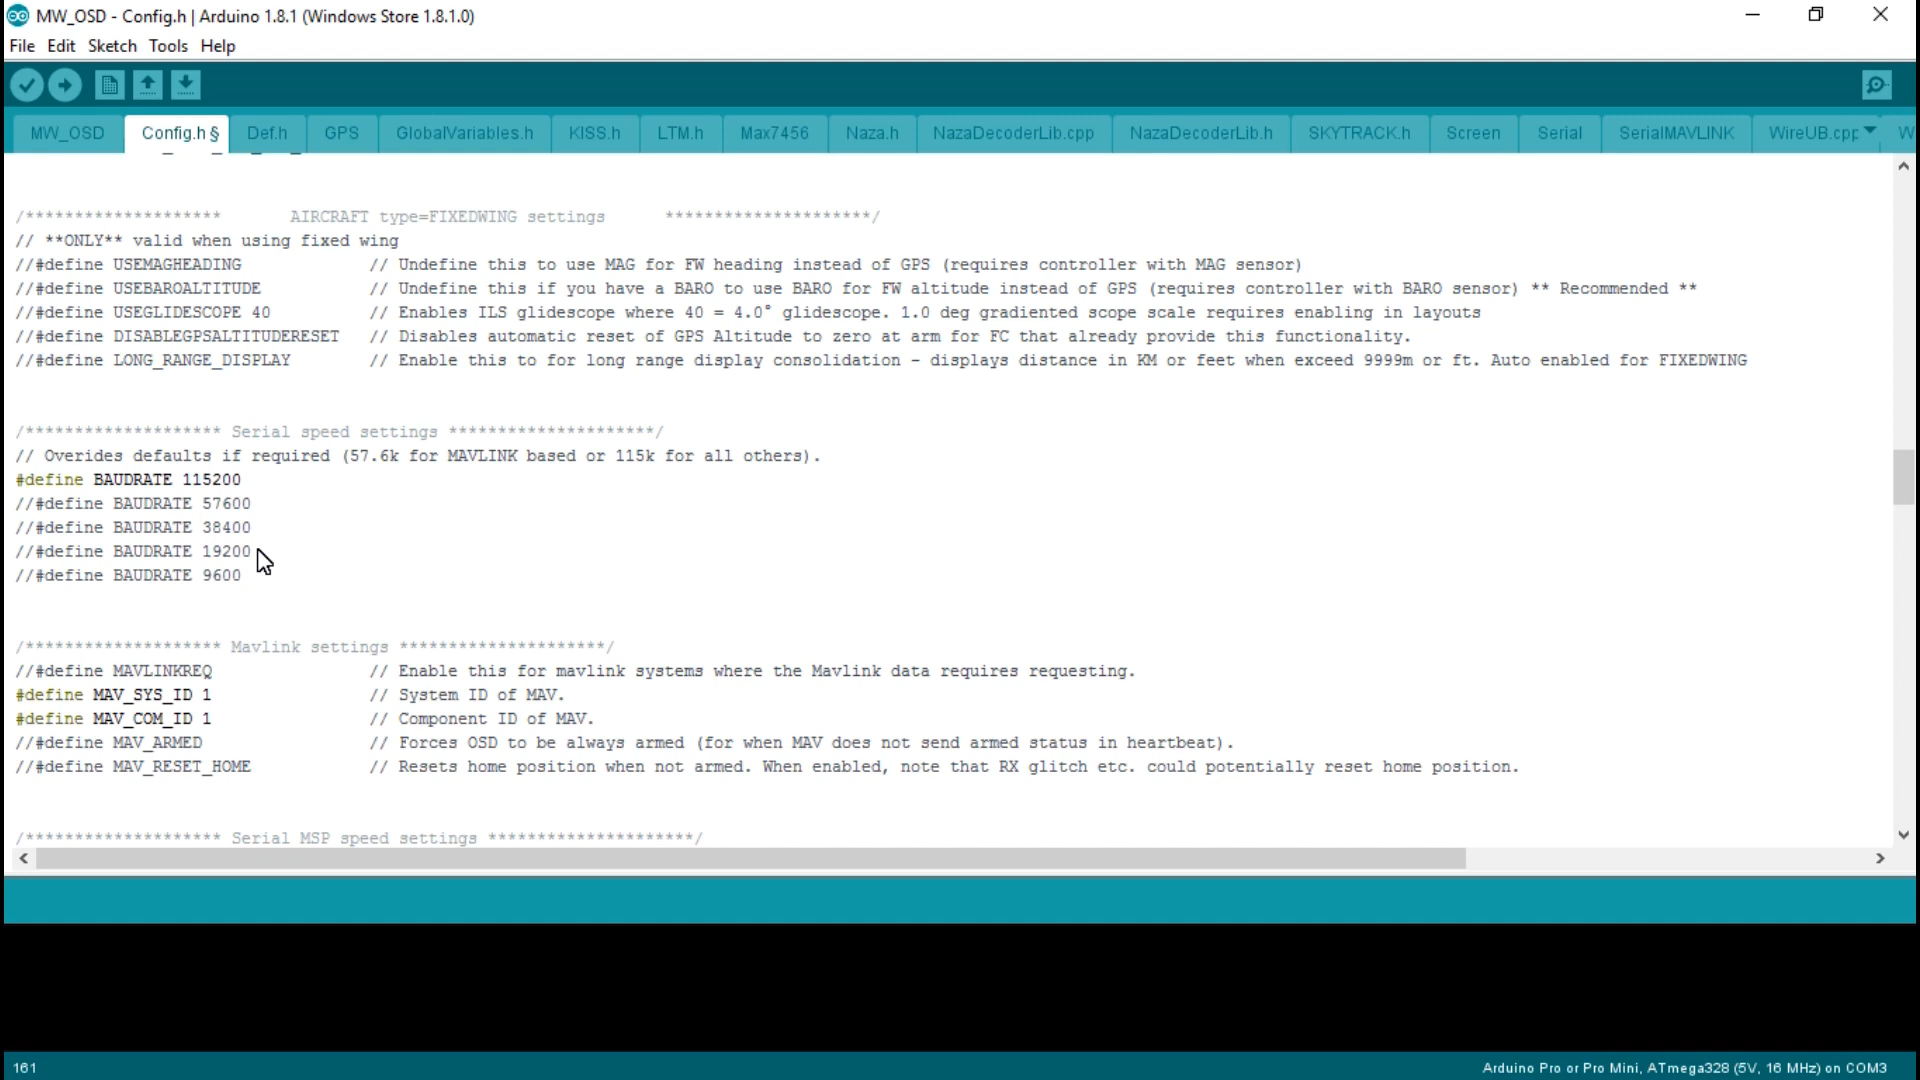 MW_OSD - Config.h | Arduino 1.8.1 (Windows Store 1.8.1.0)
File Edit Sketch Tools Help
MW_OSD Config.h § Def.h GPS GlobalVariables.h KISS.h LTM.h Max7456 Naza.h NazaDecoderLib.cpp NazaDecoderLib.h SKYTRACK.h Screen Serial SerialMAVLINK WireUB.cpp
/******************** AIRCRAFT type=FIXEDWING settings *********************/
// **ONLY** valid when using fixed wing
//#define USEMAGHEADING // Undefine this to use MAG for FW heading instead of GPS (requires controller with MAG sensor)
//#define USEBAROALTITUDE // Undefine this if you have a BARO to use BARO for FW altitude instead of GPS (requires controller with BARO sensor) ** Recommended **
//#define USEGLIDESCOPE 40 // Enables ILS glidescope where 40 = 4.0° glidescope. 1.0 deg gradiented scope scale requires enabling in layouts
//#define DISABLEGPSALTITUDERESET // Disables automatic reset of GPS Altitude to zero at arm for FC that already provide this functionality.
//#define LONG_RANGE_DISPLAY // Enable this to for long range display consolidation - displays distance in KM or feet when exceed 9999m or ft. Auto enabled for FIXEDWING
/******************** Serial speed settings *********************/
// Overides defaults if required (57.6k for MAVLINK based or 115k for all others).
#define BAUDRATE 115200
//#define BAUDRATE 57600
//#define BAUDRATE 38400
//#define BAUDRATE 19200
//#define BAUDRATE 9600
/******************** Mavlink settings *********************/
//#define MAVLINKREQ // Enable this for mavlink systems where the Mavlink data requires requesting.
#define MAV_SYS_ID 1 // System ID of MAV.
#define MAV_COM_ID 1 // Component ID of MAV.
//#define MAV_ARMED // Forces OSD to be always armed (for when MAV does not send armed status in heartbeat).
//#define MAV_RESET_HOME // Resets home position when not armed. When enabled, note that RX glitch etc. could potentially reset home position.
/******************** Serial MSP speed settings *********************/
161 Arduino Pro or Pro Mini, ATmega328 (5V, 16 MHz) on COM3